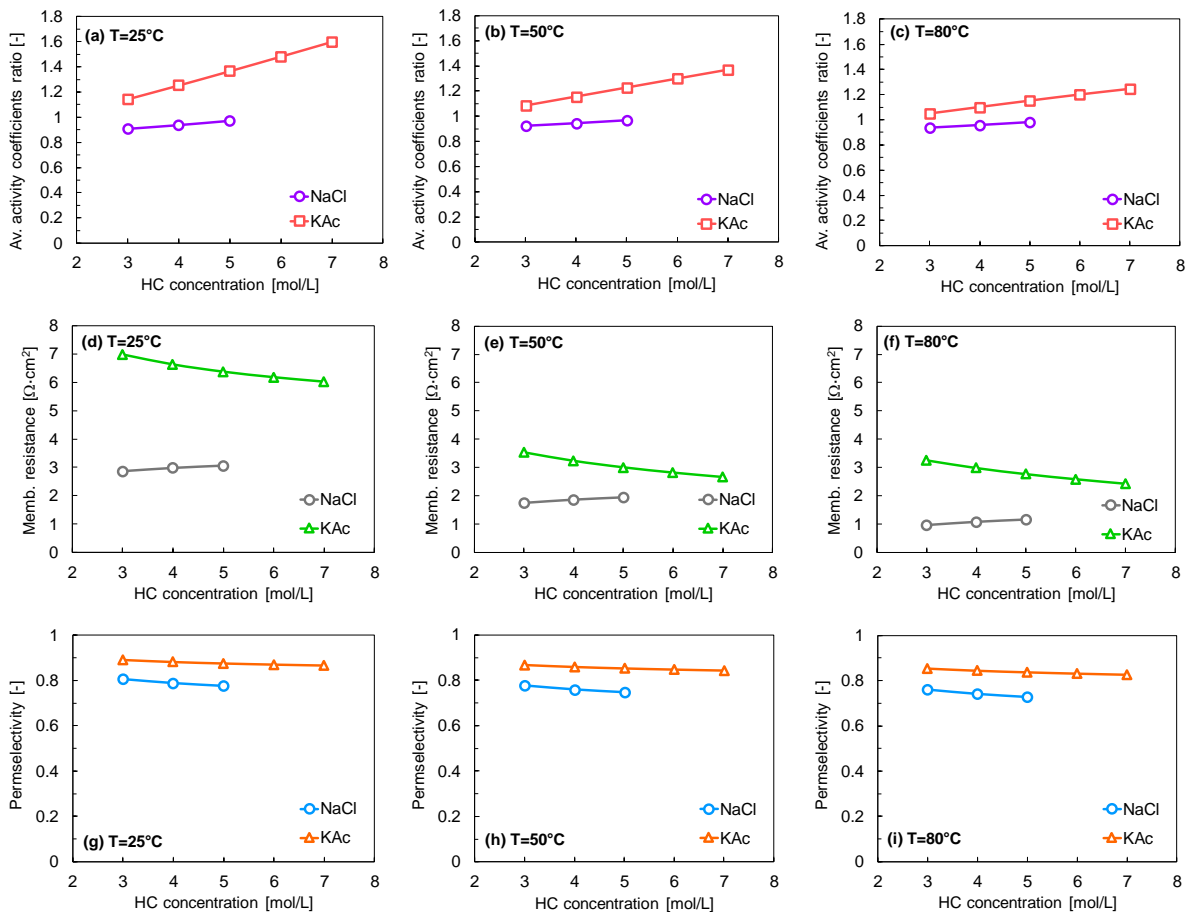 Av. activity coefficients ratio [-]
1.8
1.6
1.4
1.2
1
0.8
0.6
0.4
0.2
0
(a) T=25°C
NaCl
KAc
2 3 4 5 6 7 8
HC concentration [mol/L]
Av. activity coefficients ratio [-]
1.8
1.6
1.4
1.2
1
0.8
0.6
0.4
0.2
0
(b) T=50°C
NaCl
KAc
2 3 4 5 6 7 8
HC concentration [mol/L]
Av. activity coefficients ratio [-]
1.8
1.6
1.4
1.2
1
0.8
0.6
0.4
0.2
0
(c) T=80°C
NaCl
KAc
2 3 4 5 6 7 8
HC concentration [mol/L]
Memb. resistance [Ω·cm²]
8
7
6
5
4
3
2
1
0
(d) T=25°C
NaCl
KAc
2 3 4 5 6 7 8
HC concentration [mol/L]
Memb. resistance [Ω·cm²]
8
7
6
5
4
3
2
1
0
(e) T=50°C
NaCl
KAc
2 3 4 5 6 7 8
HC concentration [mol/L]
Memb. resistance [Ω·cm²]
8
7
6
5
4
3
2
1
0
(f) T=80°C
NaCl
KAc
2 3 4 5 6 7 8
HC concentration [mol/L]
Permselectivity [-]
1
0.8
0.6
0.4
0.2
0
NaCl
KAc
(g) T=25°C
2 3 4 5 6 7 8
HC concentration [mol/L]
Permselectivity [-]
1
0.8
0.6
0.4
0.2
0
NaCl
KAc
(h) T=50°C
2 3 4 5 6 7 8
HC concentration [mol/L]
Permselectivity [-]
1
0.8
0.6
0.4
0.2
0
NaCl
KAc
(i) T=80°C
2 3 4 5 6 7 8
HC concentration [mol/L]